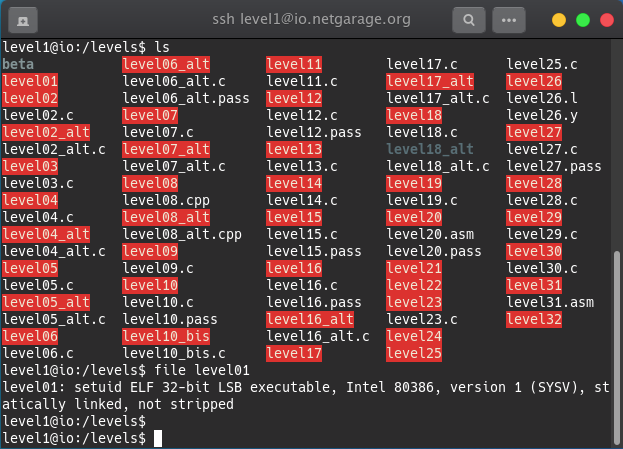 ssh level1@io.netgarage.org
level1@io:/levels$ ls
beta level06_alt level11 level17.c level25.c
level01 level06_alt.c level11.c level17_alt level26
level02 level06_alt.pass level12 level17_alt.c level26.l
level02.c level07 level12.c level18 level26.y
level02_alt level07.c level12.pass level18.c level27
level02_alt.c level07_alt level13 level18_alt level27.c
level03 level07_alt.c level13.c level18_alt.c level27.pass
level03.c level08 level14 level19 level28
level04 level08.cpp level14.c level19.c level28.c
level04.c level08_alt level15 level20 level29
level04_alt level08_alt.cpp level15.c level20.asm level29.c
level04_alt.c level09 level15.pass level20.pass level30
level05 level09.c level16 level21 level30.c
level05.c level10 level16.c level22 level31
level05_alt level10.c level16.pass level23 level31.asm
level05_alt.c level10.pass level16_alt level23.c level32
level06 level10_bis level16_alt.c level24
level06.c level10_bis.c level17 level25
level1@io:/levels$ file level01
level01: setuid ELF 32-bit LSB executable, Intel 80386, version 1 (SYSV), st
atically linked, not stripped
level1@io:/levels$
level1@io:/levels$